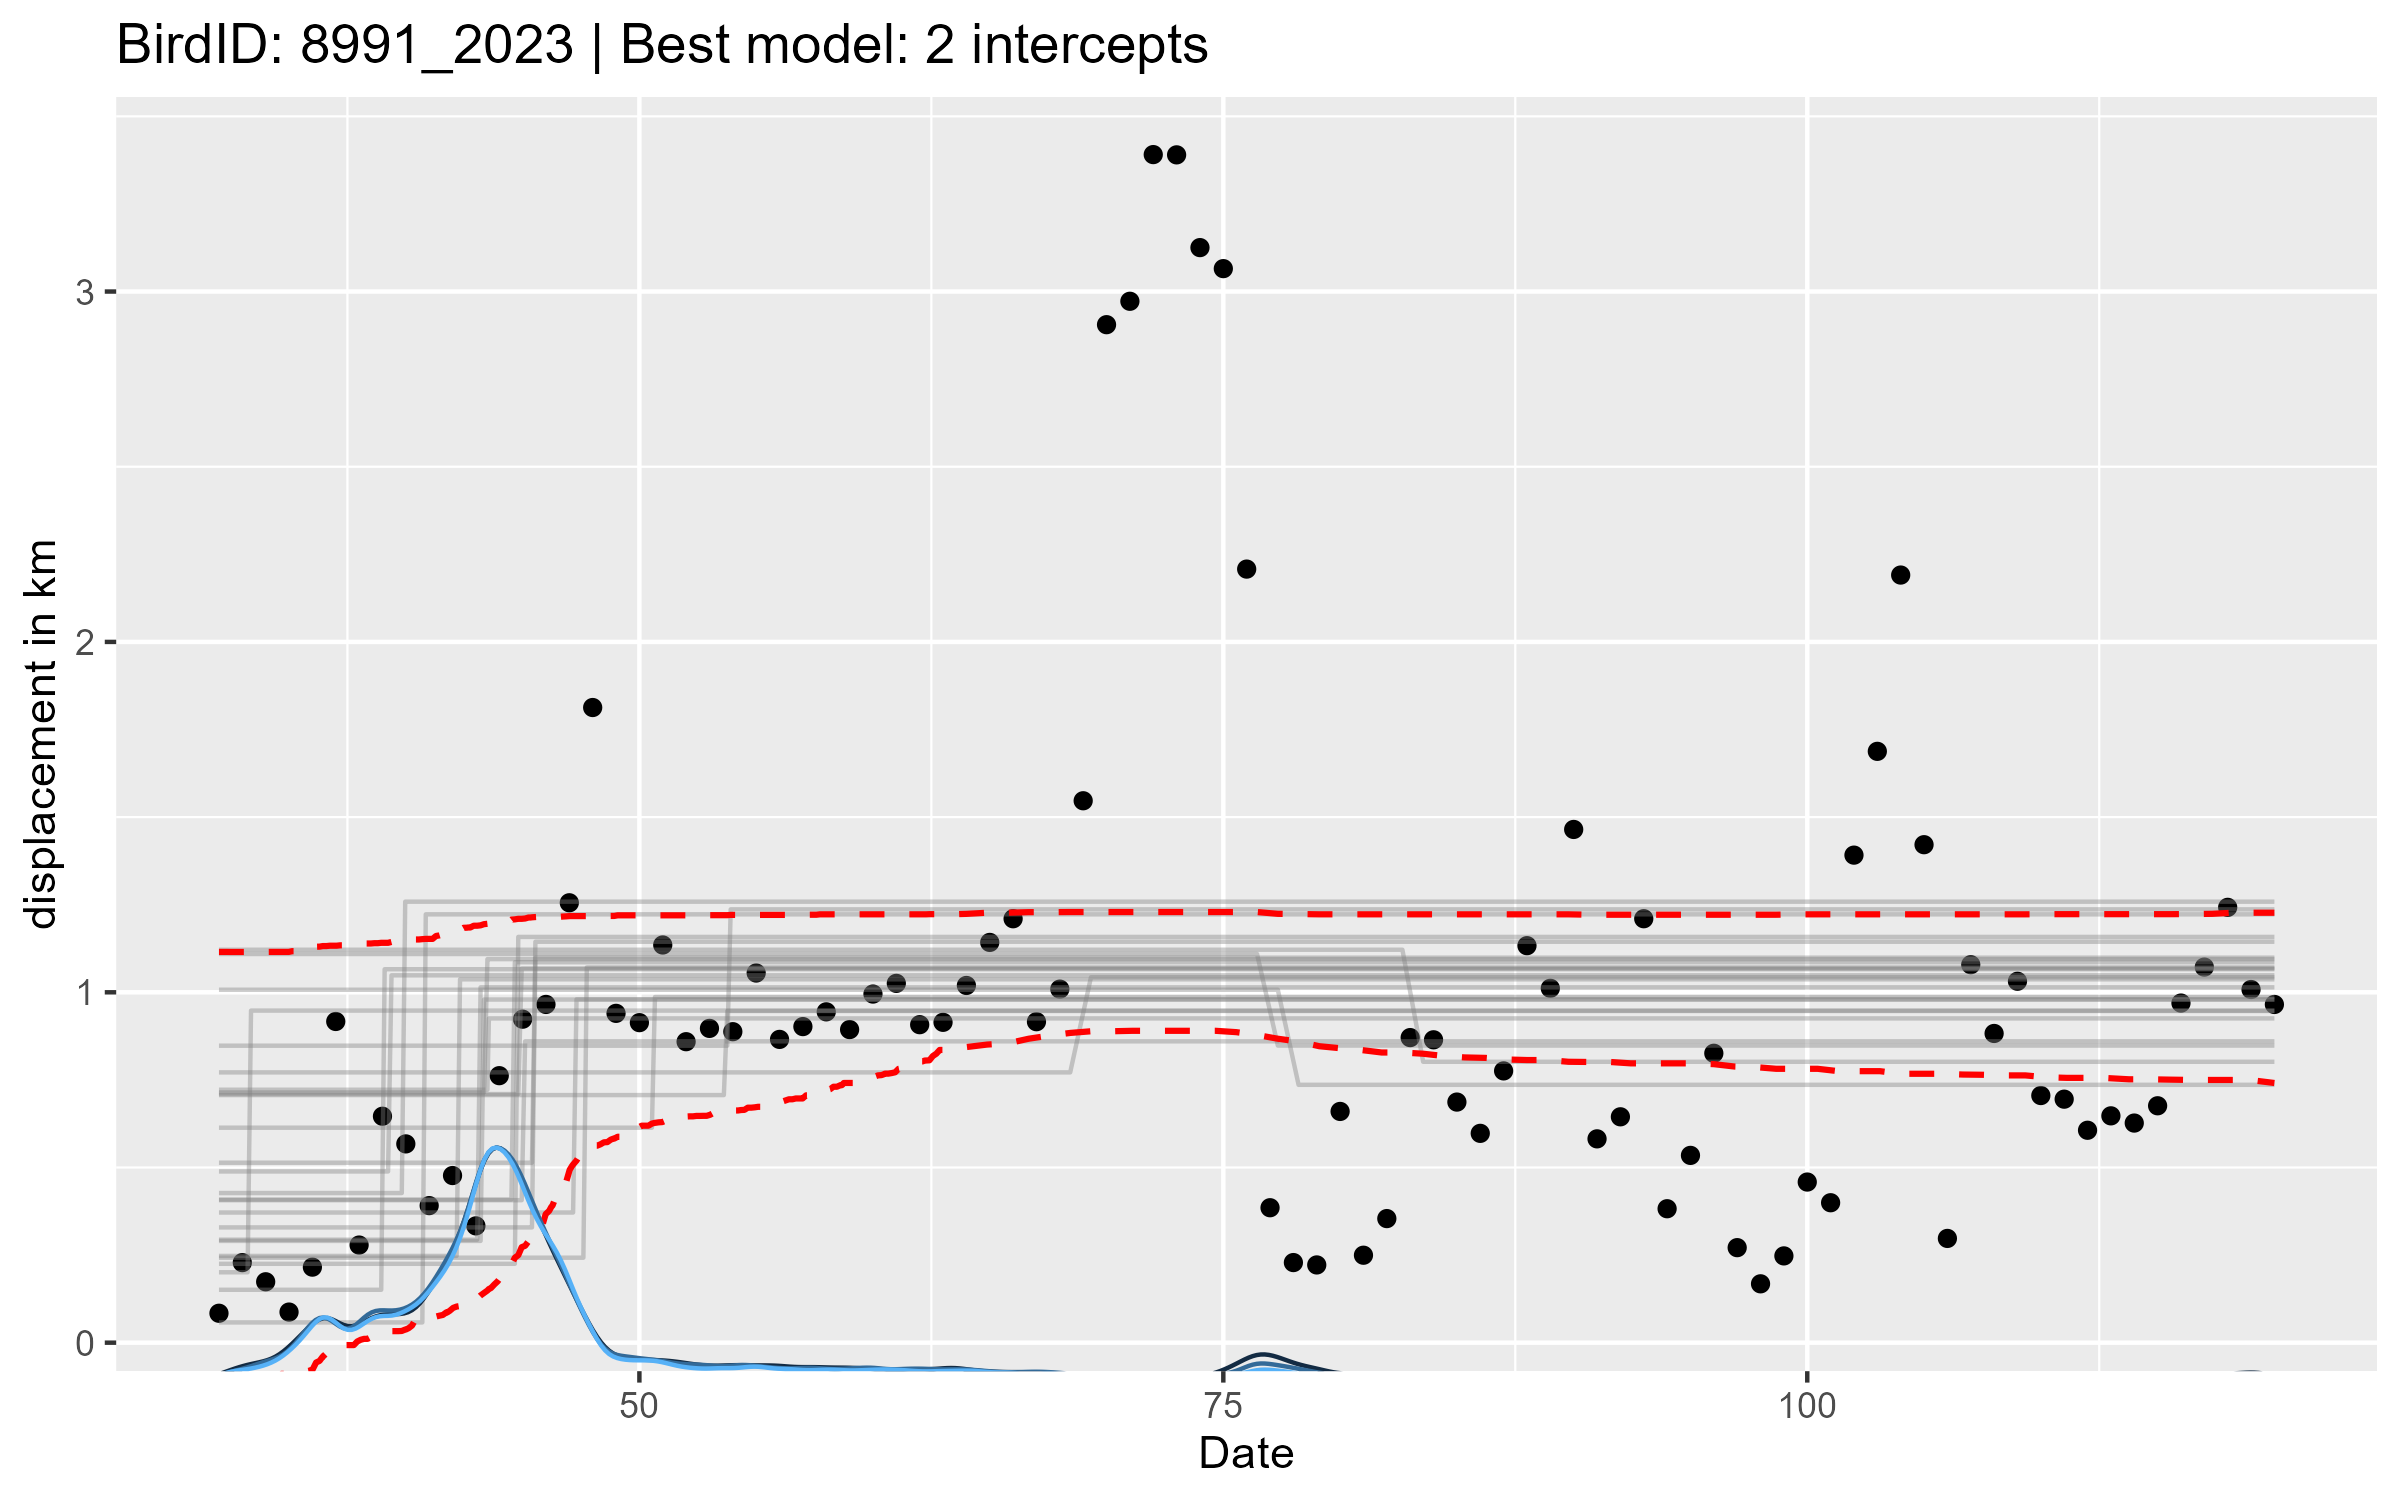 BirdID: 8991_2023 | Best model: 2 intercepts
displacement in km
3
2
1
0
50
75
100
Date